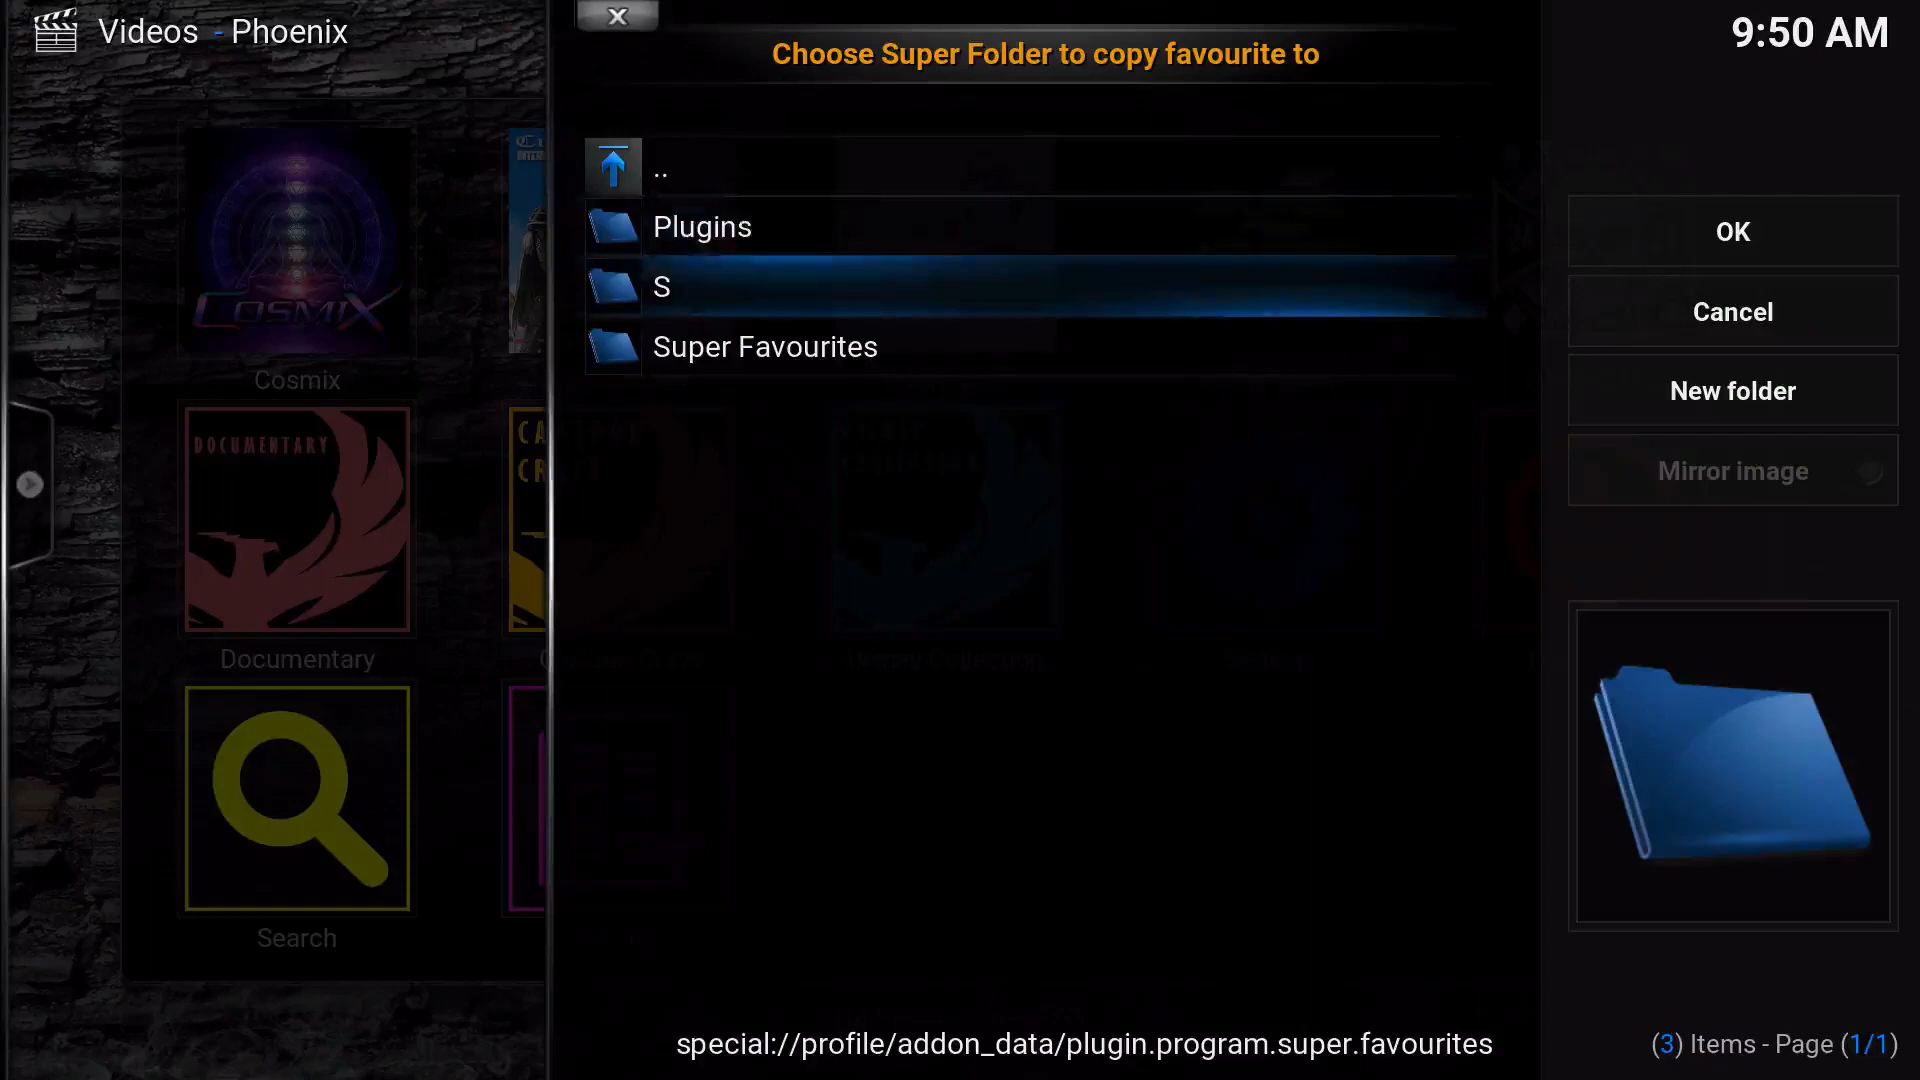 Videos - Phoenix
X
Choose Super Folder to copy favourite to
9:50 AM
..
Plugins
S
Super Favourites
OK
Cancel
New folder
Mirror image
COSMIX
Cosmix
DOCUMENTARY
Documentary
Search
special://profile/addon_data/plugin.program.super.favourites
(3) Items - Page (1/1)